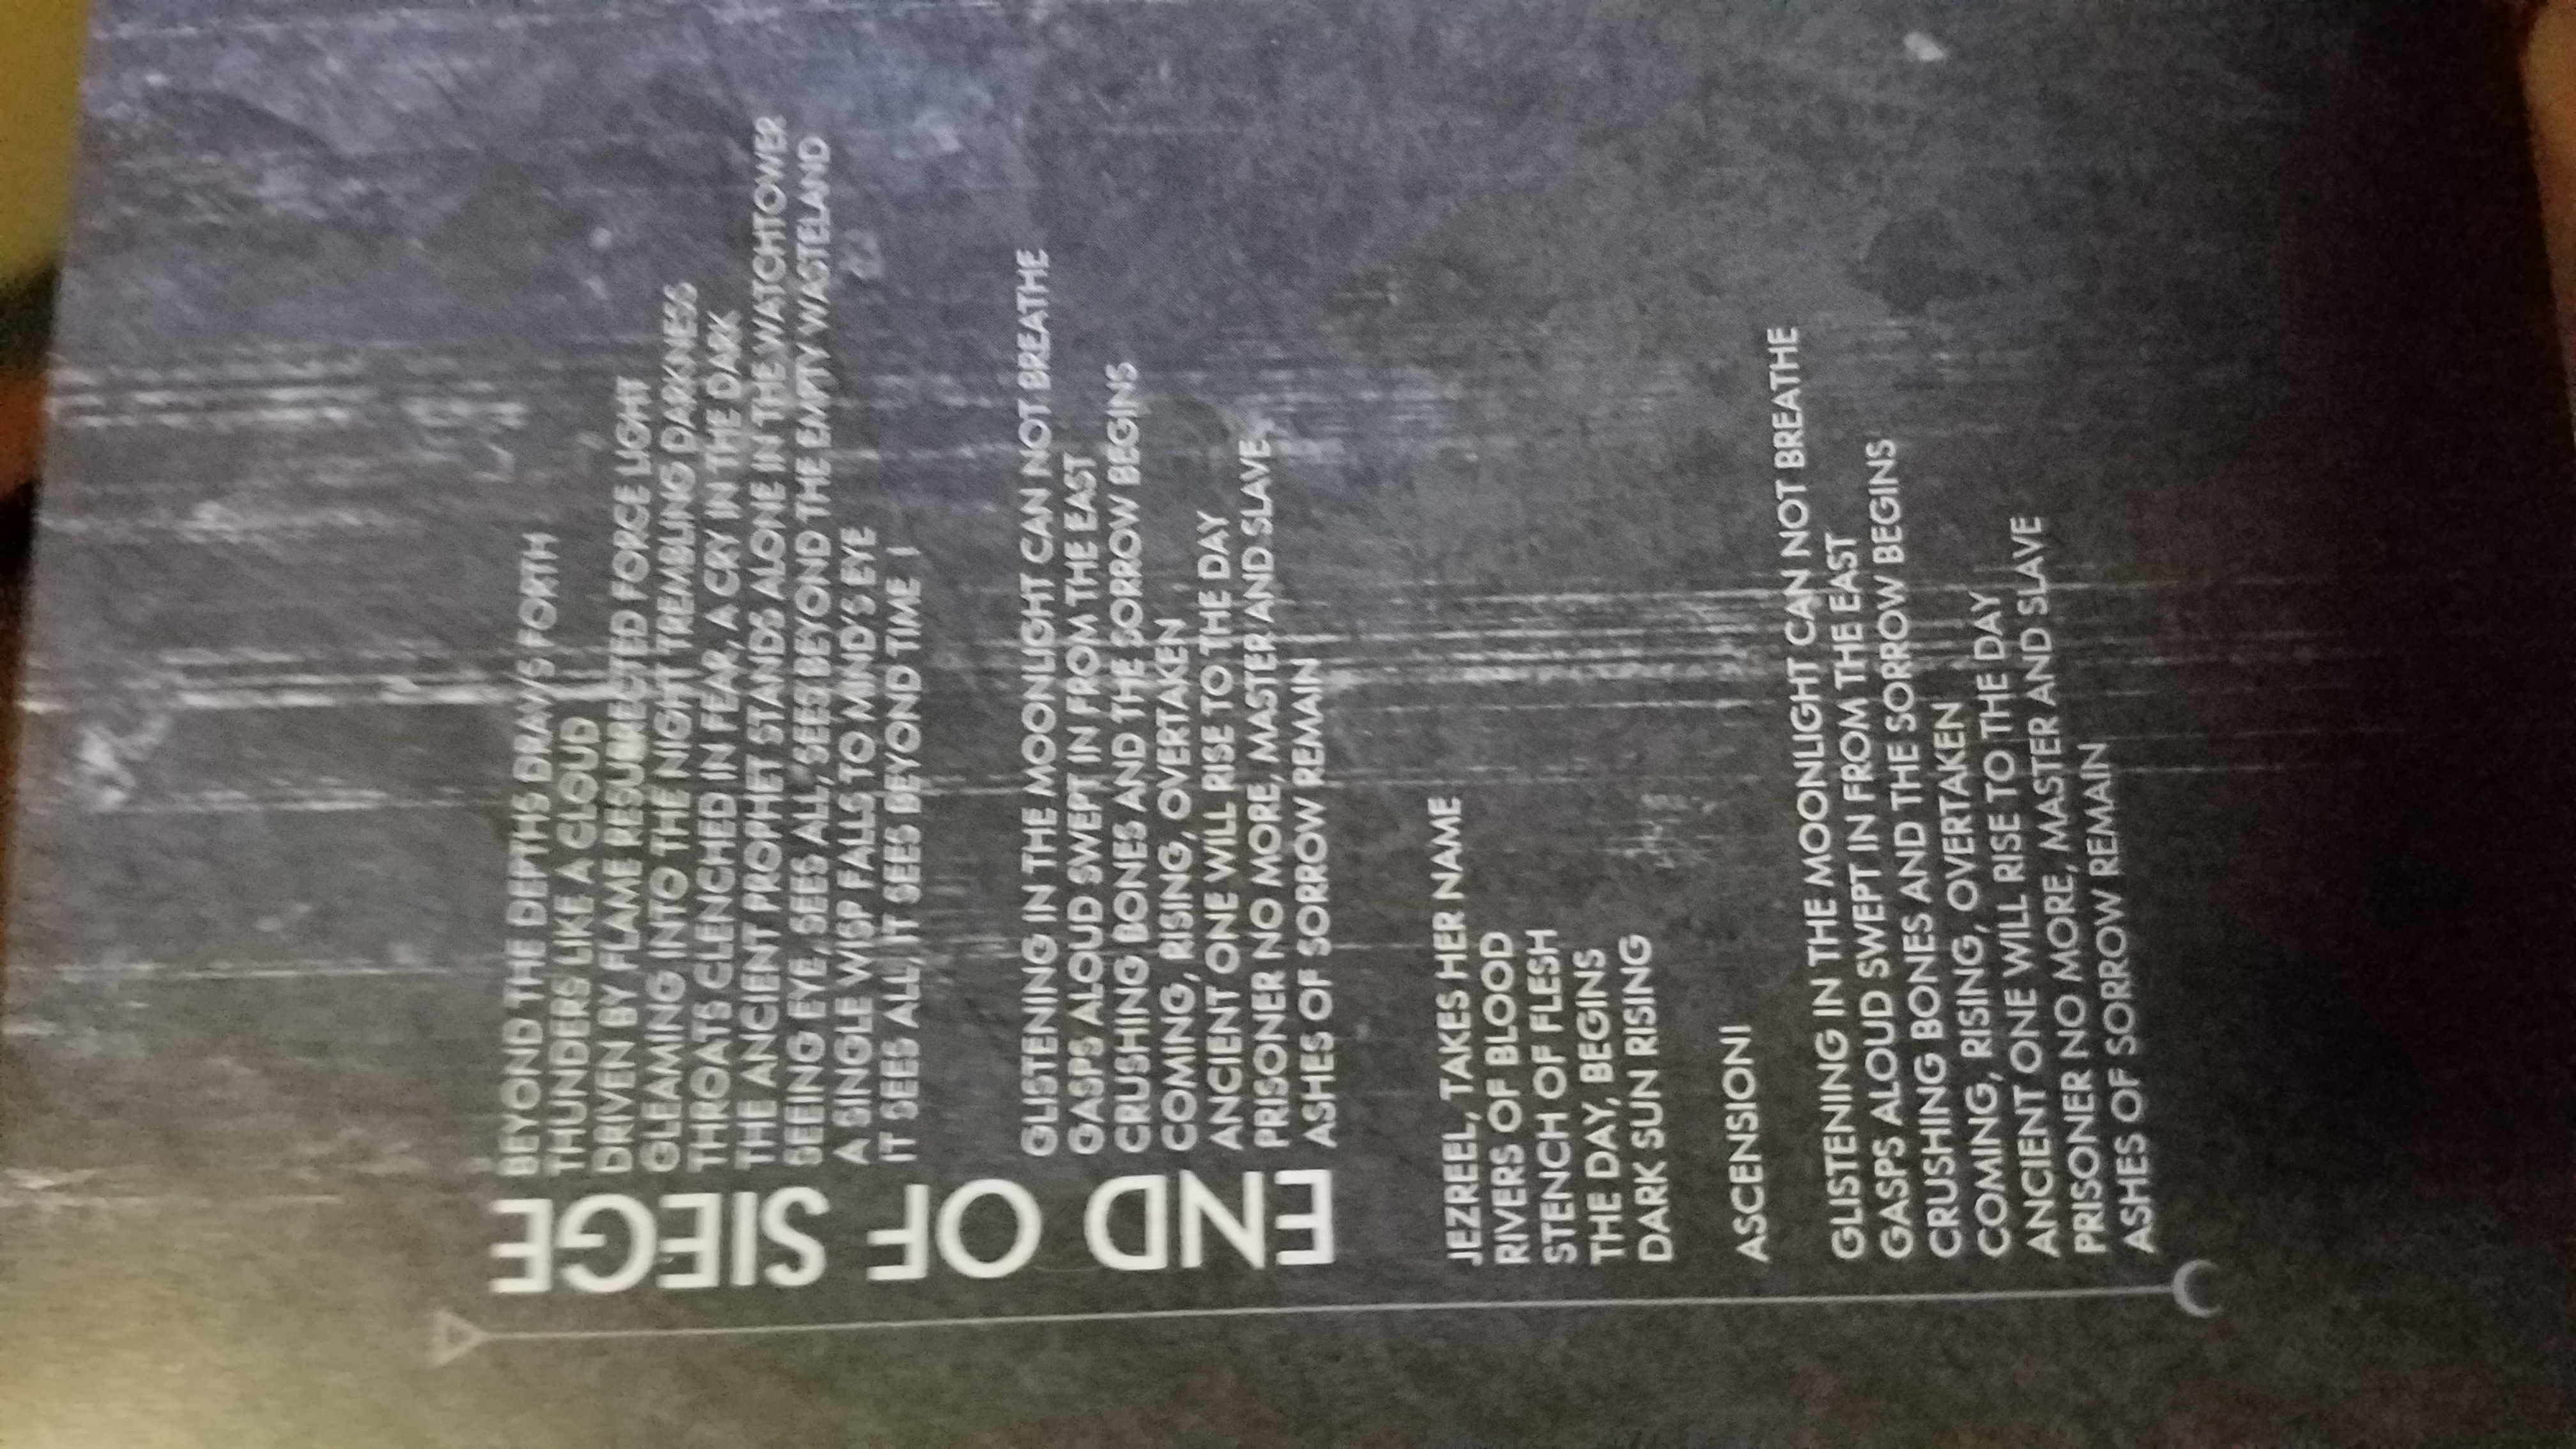 END OF SIEGE
BEYOND THE DEPTHS DRAWS FORTH
THUNDERS LIKE A CLOUD
DRIVEN BY FLAME RESURRECTED FORCE LIGHT
GLEAMING INTO THE NIGHT TREMBLING DARKNESS
THROATS CLENCHED IN FEAR, A CRY IN THE DARK
THE ANCIENT PROPHET STANDS ALONE IN THE WATCHTOWER
SEEING EYE, SEES ALL, SEES BEYOND THE EMPTY WASTELAND
A SINGLE WISP FALLS TO MIND'S EYE
IT SEES ALL, IT SEES BEYOND TIME !
GLISTENING IN THE MOONLIGHT CAN NOT BREATHE
GASPS ALOUD SWEPT IN FROM THE EAST
CRUSHING BONES AND THE SORROW BEGINS
COMING, RISING, OVERTAKEN
ANCIENT ONE WILL RISE TO THE DAY
PRISONER NO MORE, MASTER AND SLAVE
ASHES OF SORROW REMAIN
JEZREEL, TAKES HER NAME
RIVERS OF BLOOD
STENCH OF FLESH
THE DAY, BEGINS
DARK SUN RISING
ASCENSION!
GLISTENING IN THE MOONLIGHT CAN NOT BREATHE
GASPS ALOUD SWEPT IN FROM THE EAST
CRUSHING BONES AND THE SORROW BEGINS
COMING, RISING, OVERTAKEN
ANCIENT ONE WILL RISE TO THE DAY
PRISONER NO MORE, MASTER AND SLAVE
ASHES OF SORROW REMAIN